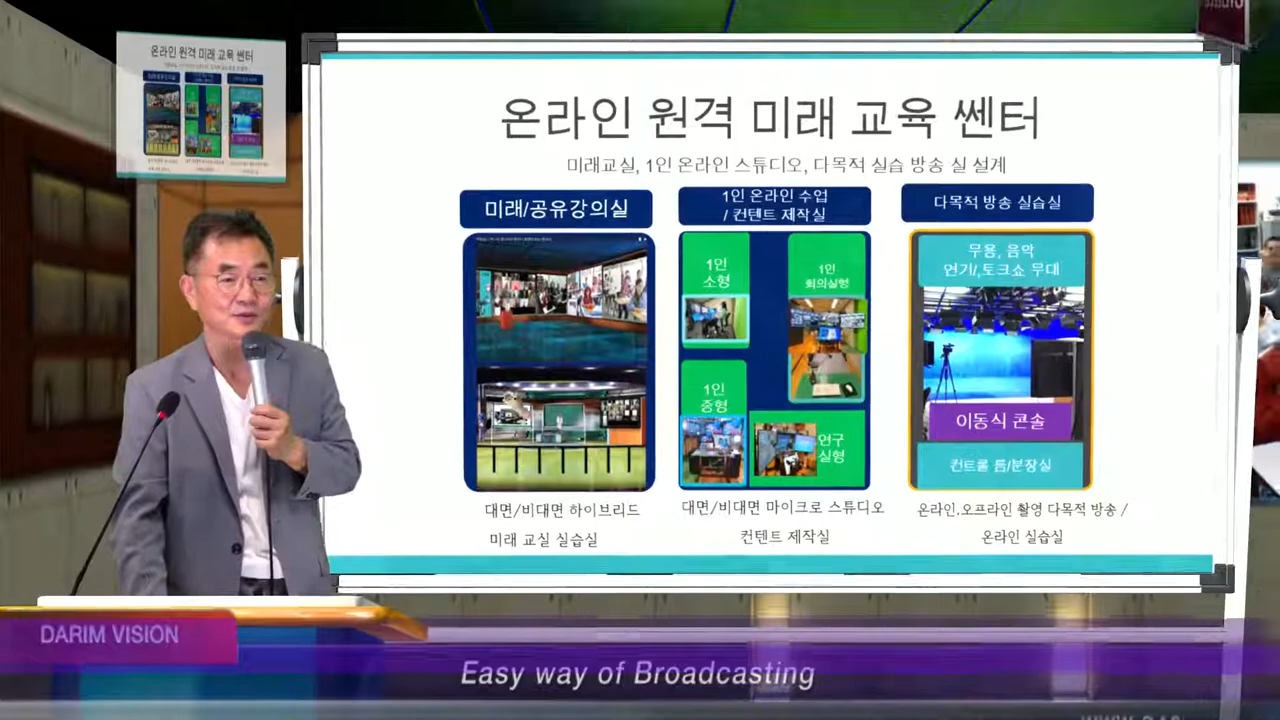 온라인 원격 미래 교육 쎈터
온라인 원격 미래 교육 쎈터
미래교실, 1인 온라인 스튜디오, 다목적 실습 방송 실 설계
미래/공유강의실
1인 온라인 수업
/ 컨텐트 제작실
다목적 방송 실습실
1인
소형
1인
회의실형
무용, 음악
연기/,토크쇼 무대
1인
중형
연구
실형
이동식 콘솔
컨트롤 룸/분장실
대면/비대면 하이브리드
미래 교실 실습실
대면/비대면 마이크로 스튜디오
컨텐트 제작실
온라인.오프라인 촬영 다목적 방송 /
온라인 실습실
DARIM VISION
Easy way of Broadcasting